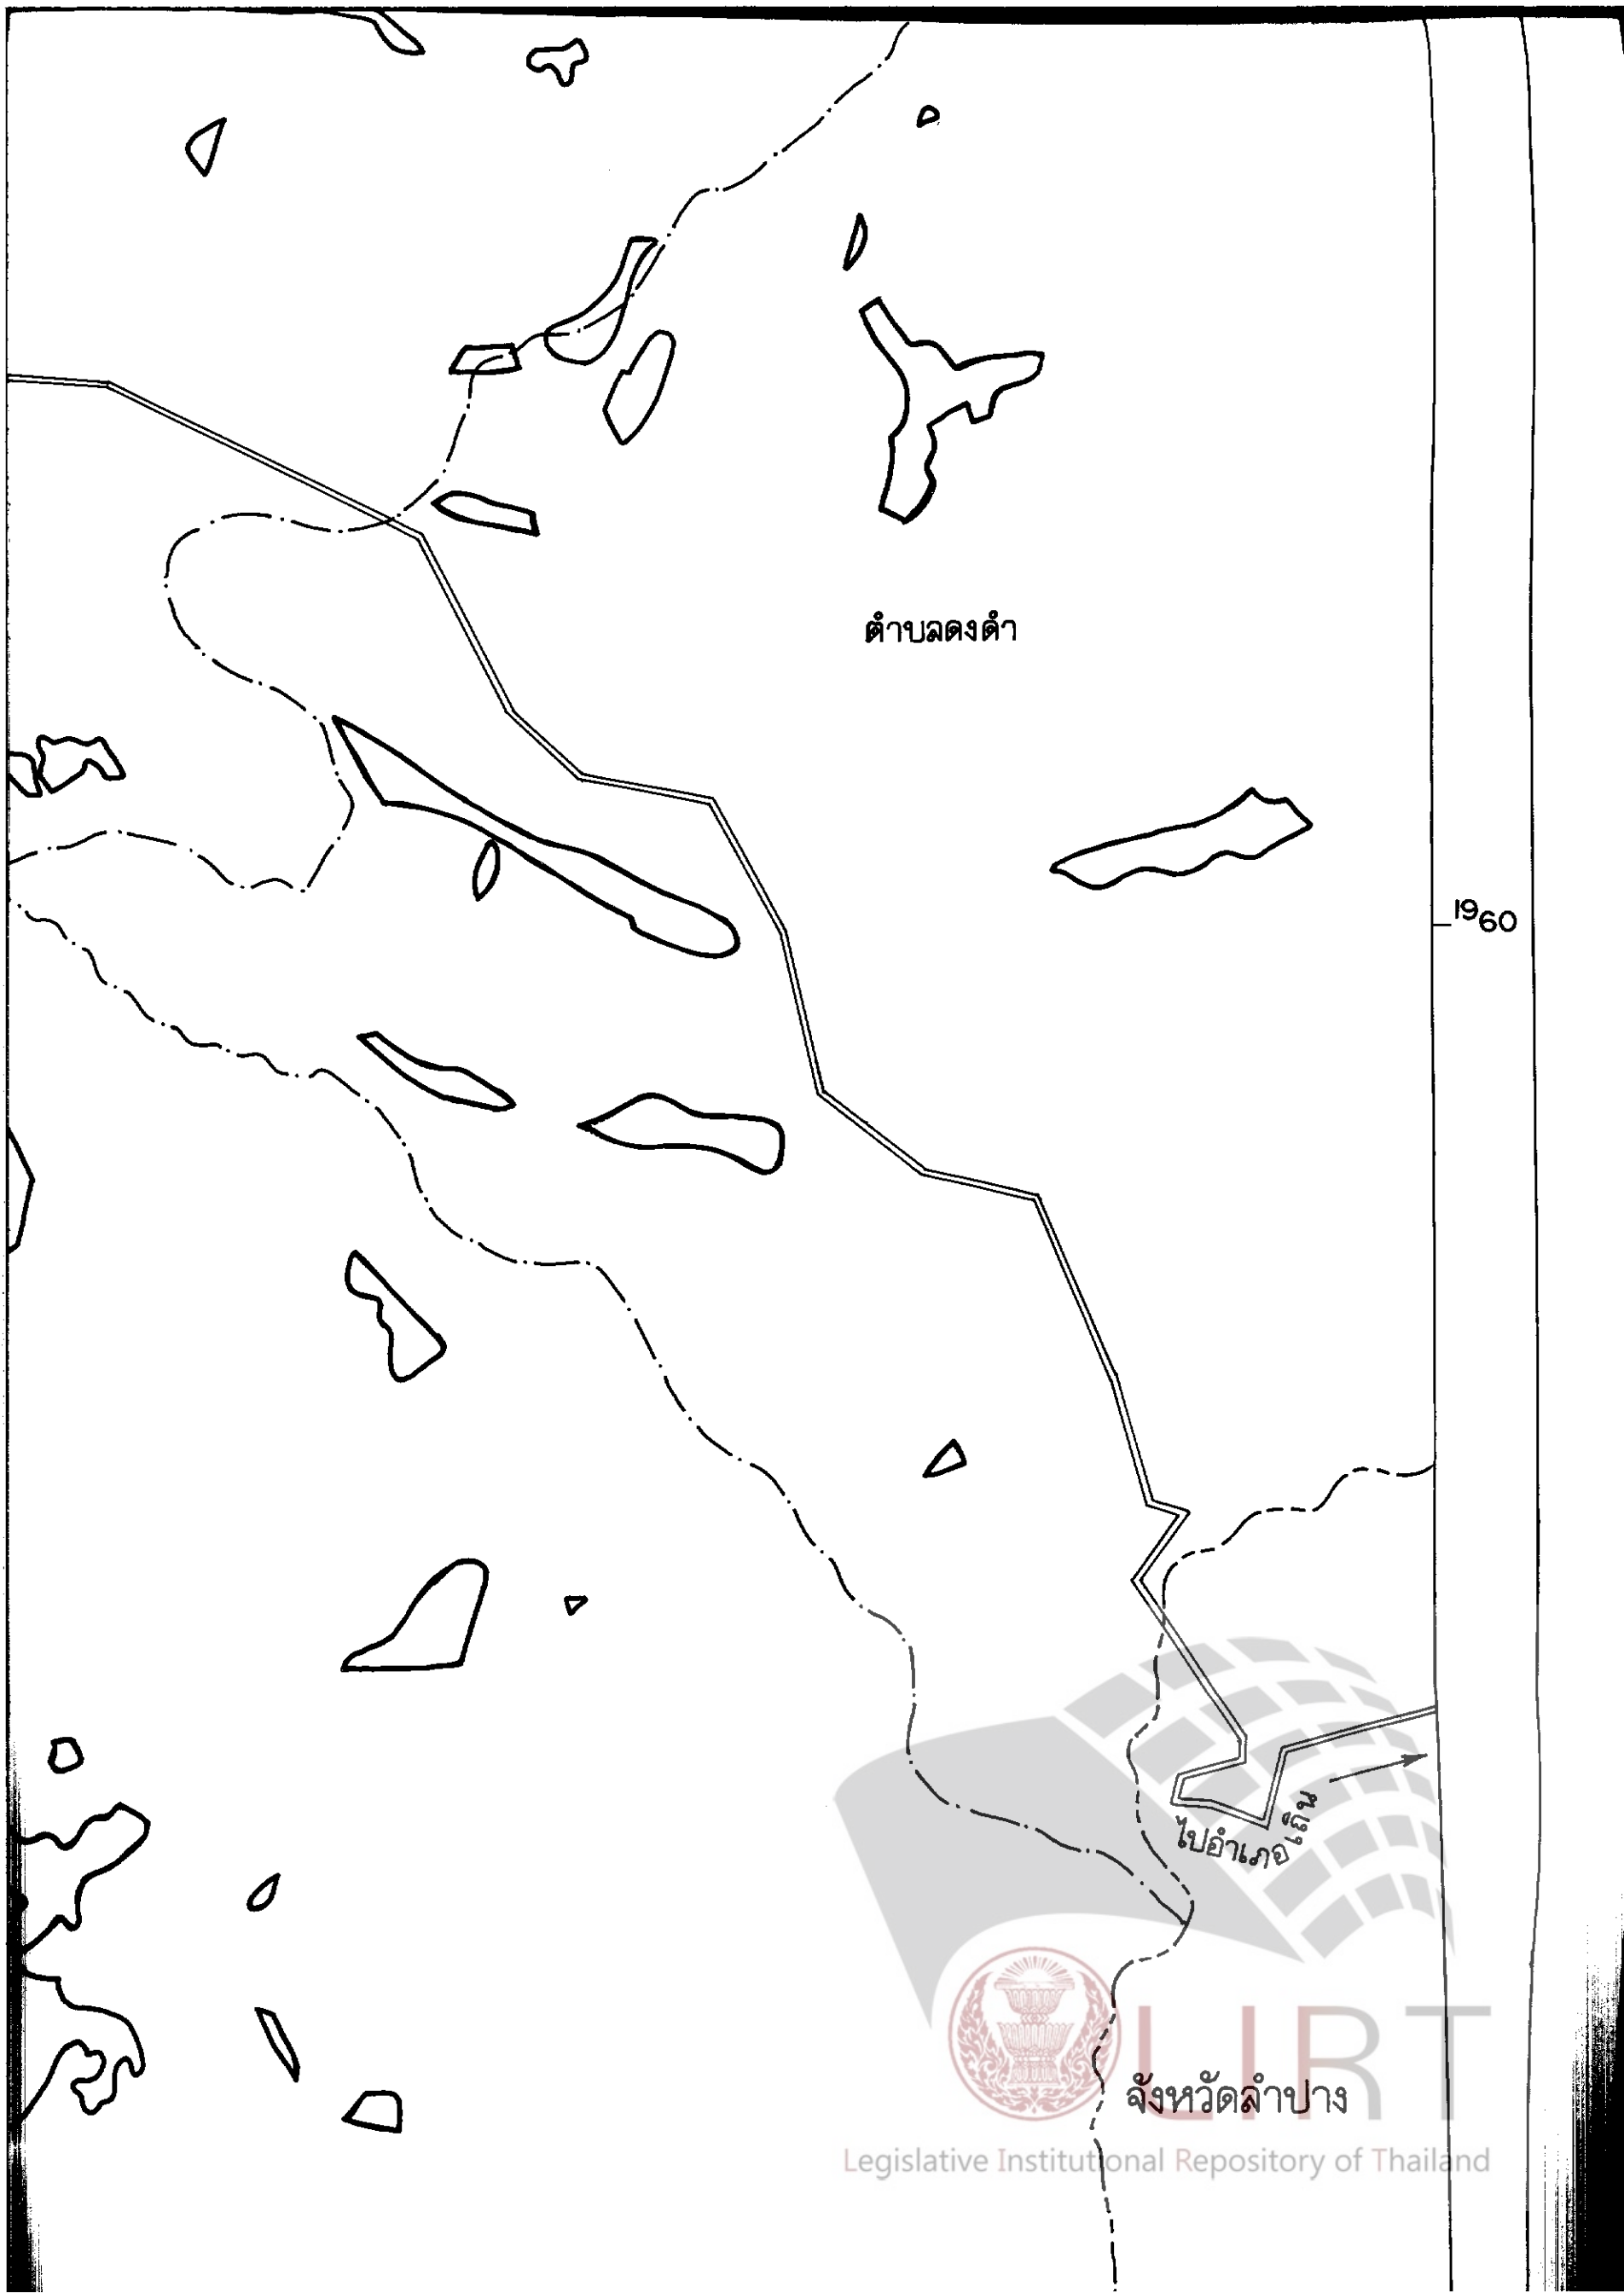 ตำบลดงดำ
1960
ไปอำเภอเถิน
LIRT
จังหวัดลำปาง
Legislative Institutional Repository of Thailand